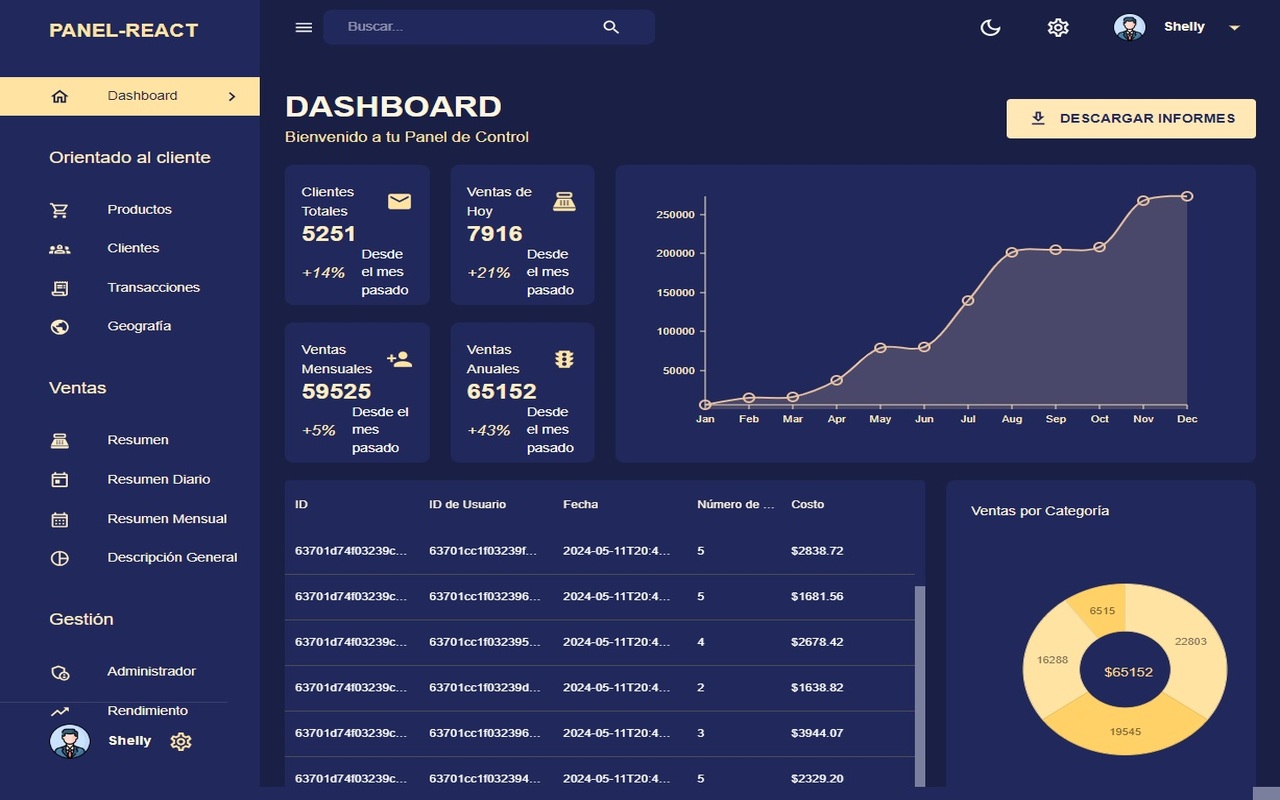 PANEL-REACT
Buscar...
Shelly
Dashboard
Orientado al cliente
Productos
Clientes
Transacciones
Geografía
Ventas
Resumen
Resumen Diario
Resumen Mensual
Descripción General
Gestión
Administrador
Rendimiento
Shelly
DASHBOARD
Bienvenido a tu Panel de Control
DESCARGAR INFORMES
Clientes
Totales
5251
+14%
Desde
el mes
pasado
Ventas de
Hoy
7916
+21%
Desde
el mes
pasado
Ventas
Mensuales
59525
+5%
Desde el
mes
pasado
Ventas
Anuales
65152
+43%
Desde
el mes
pasado
250000
200000
150000
100000
50000
Jan Feb Mar Apr May Jun Jul Aug Sep Oct Nov Dec
ID ID de Usuario Fecha Número de ... Costo
63701d74f03239c... 63701cc1f03239f... 2024-05-11T20:4... 5 $2838.72
63701d74f03239c... 63701cc1f032396... 2024-05-11T20:4... 5 $1681.56
63701d74f03239c... 63701cc1f032395... 2024-05-11T20:4... 4 $2678.42
63701d74f03239c... 63701cc1f03239d... 2024-05-11T20:4... 2 $1638.82
63701d74f03239c... 63701cc1f032396... 2024-05-11T20:4... 3 $3944.07
63701d74f03239c... 63701cc1f032394... 2024-05-11T20:4... 5 $2329.20
Ventas por Categoría
6515
22803
16288
$65152
19545